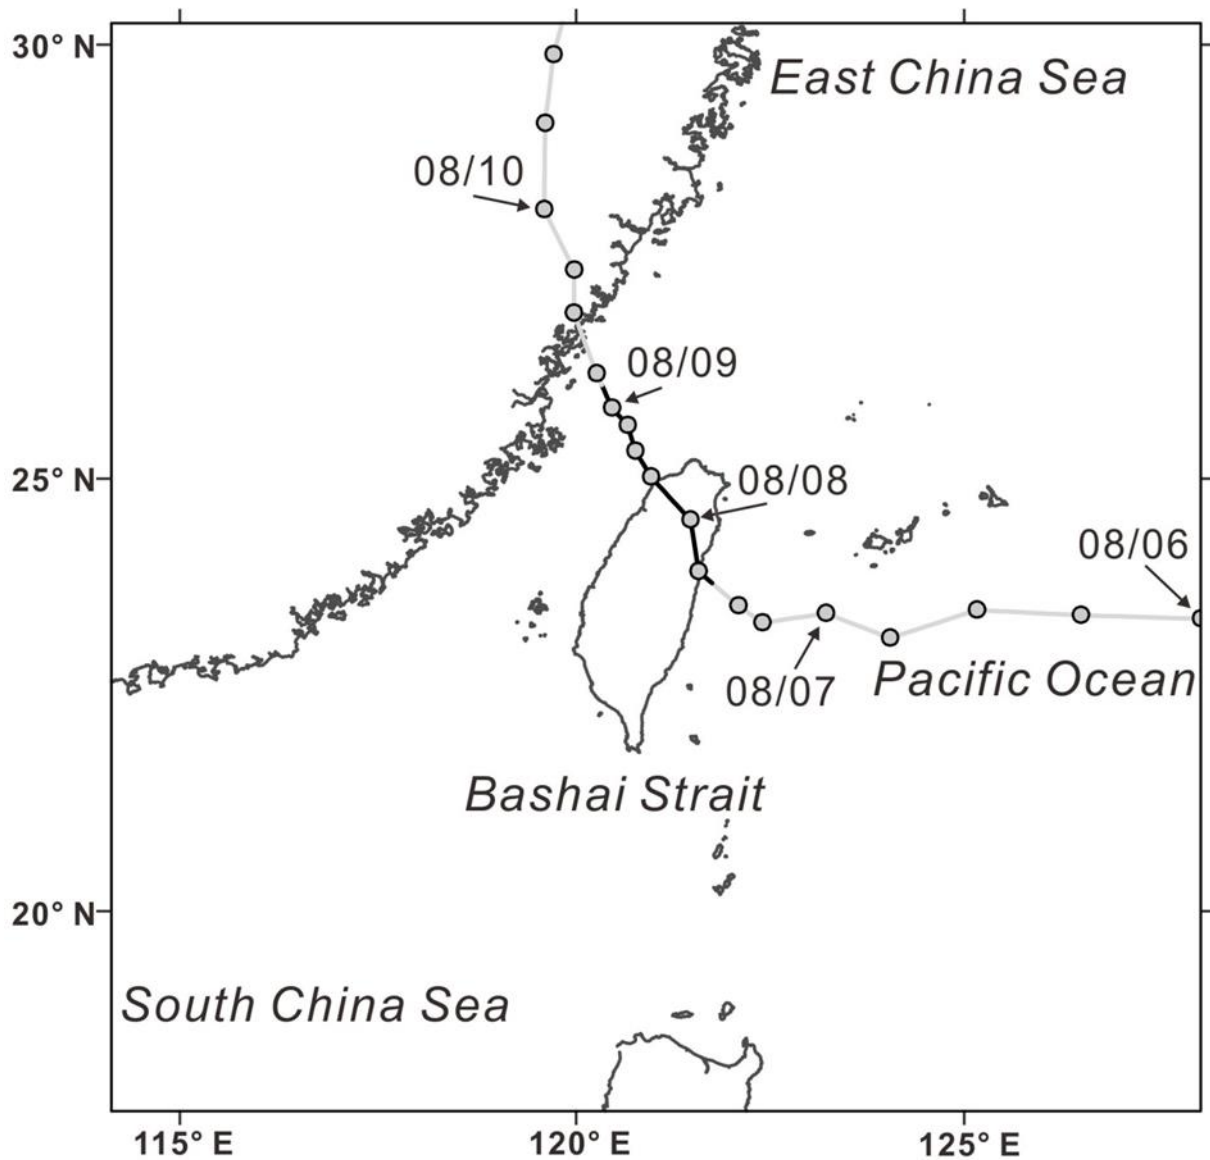 30° N
East China Sea
08/10
08/09
25° N
08/08
08/06
08/07
Pacific Ocean
Bashai Strait
20° N
South China Sea
115° E
120° E
125° E